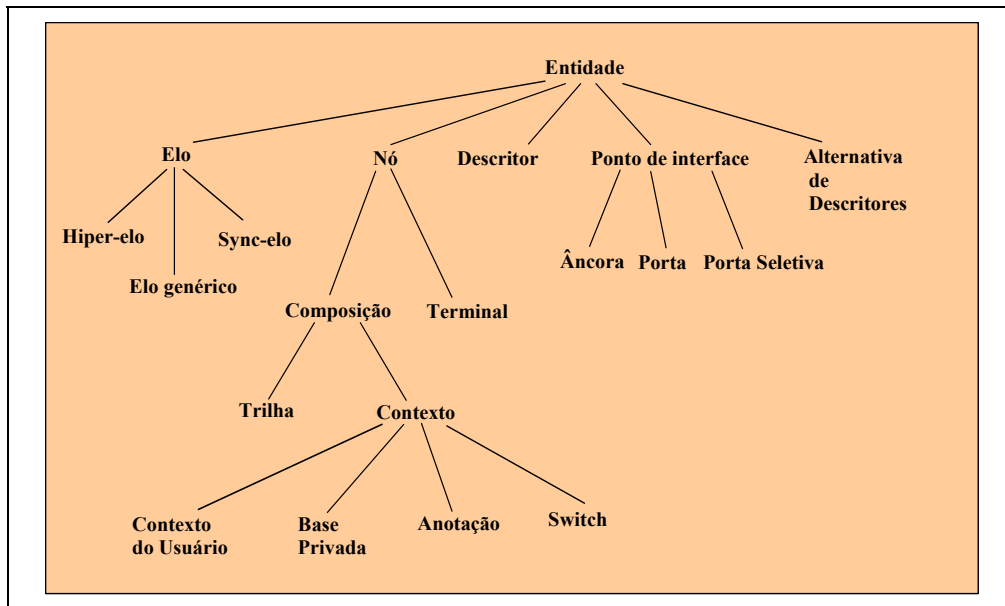 Entidade
Elo
Nó
Descritor
Ponto de interface
Alternativa
de
Descritores
Hiper-elo
Sync-elo
Elo genérico
Âncora
Porta
Porta Seletiva
Composição
Terminal
Trilha
Contexto
Contexto
do Usuário
Base
Privada
Anotação
Switch